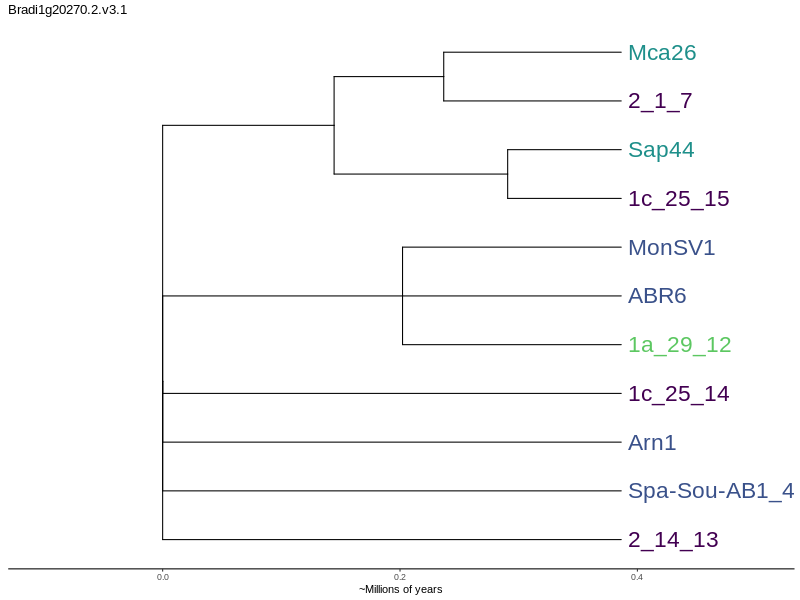 Bradi1g20270.2.v3.1
Mca26
2_1_7
Sap44
1c_25_15
MonSV1
ABR6
1a_29_12
1c_25_14
Arn1
Spa-Sou-AB1_4
2_14_13
0.0 0.2 0.4
~Millions of years